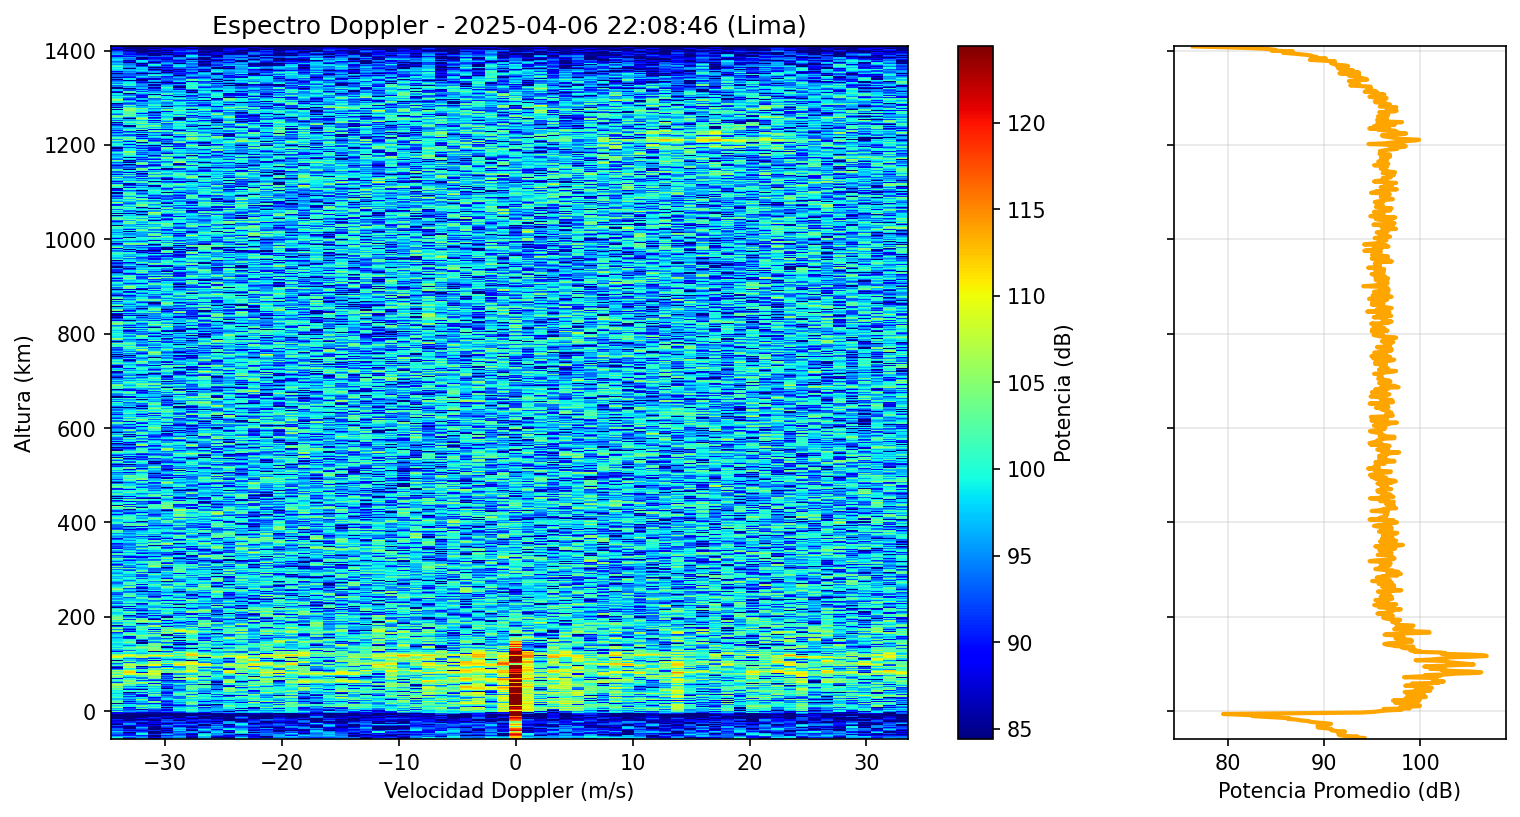 Espectro Doppler - 2025-04-06 22:08:46 (Lima)
1400
1200
1000
800
600
400
200
0
Altura (km)
−30 −20 −10 0 10 20 30
Velocidad Doppler (m/s)
120
115
110
105
100
95
90
85
Potencia (dB)
80 90 100
Potencia Promedio (dB)